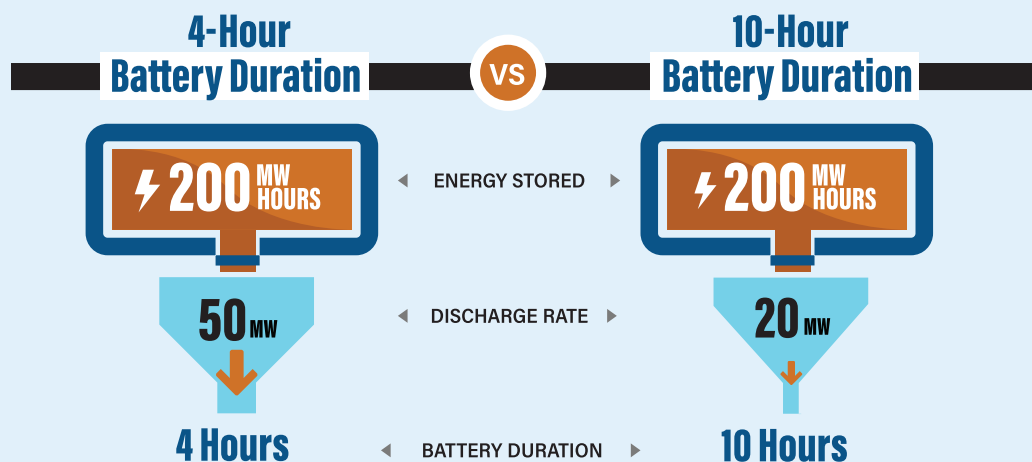 4-Hour
Battery Duration
VS
10-Hour
Battery Duration
200 MW HOURS
ENERGY STORED
200 MW HOURS
50 MW
DISCHARGE RATE
20 MW
4 Hours
BATTERY DURATION
10 Hours